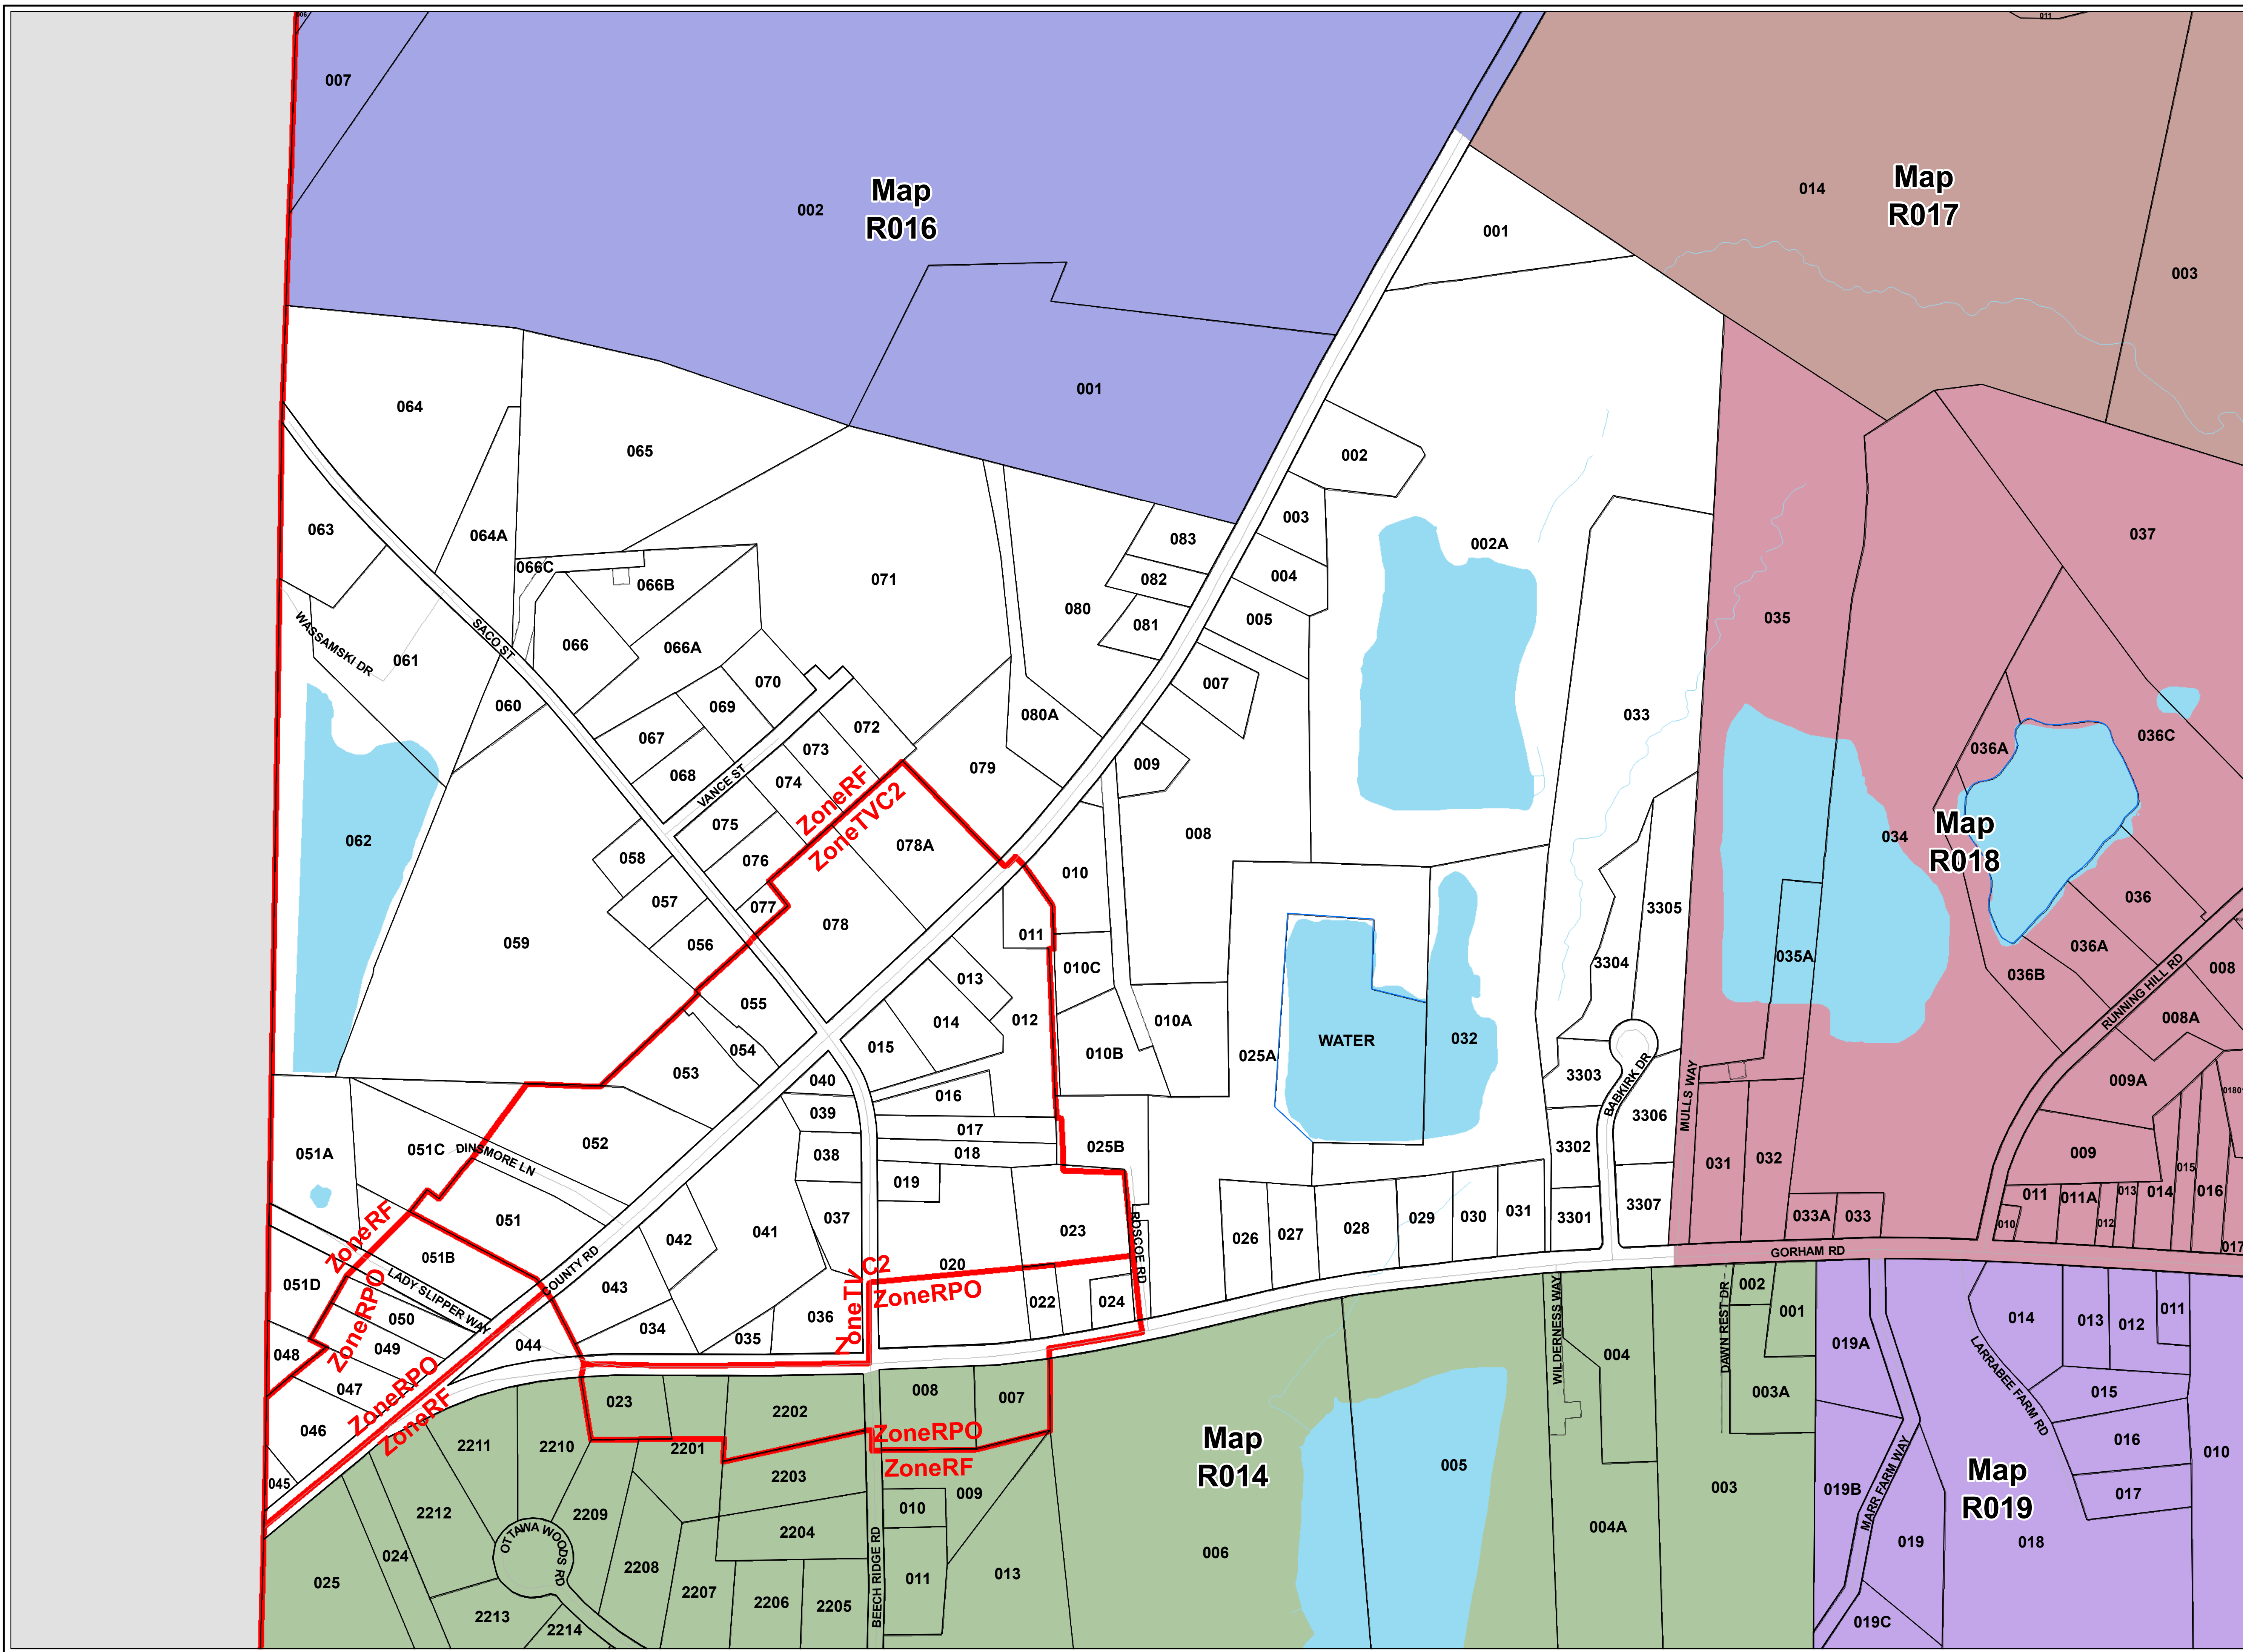 006
011
007
Map
R016
002
014
Map
R017
001
003
064
001
065
002
063
064A
003
083
002A
037
066C
066B
071
082
004
080
081
005
035
WASSAMSKI DR
SACO ST
061
066
066A
070
007
060
069
080A
033
067
072
073
036A
036C
068
VANCE ST
074
079
009
ZoneRF
ZoneTVC2
062
075
078A
008
034
Map
R018
058
076
010
057
077
011
3305
036
059
056
078
036A
013
010C
3304
035A
036B
RUNNING HILL RD
008
055
014
012
010A
008A
054
015
010B
025A
WATER
032
053
040
016
3303
BABKIRK DR
MULLS WAY
009A
039
017
3306
01801
051A
051C
DINSMORE LN
052
038
018
025B
3302
031
032
009
015
019
051
037
023
ROSCOE RD
3307
011
011A
013
014
016
ZoneRF
041
026
027
028
029
030
031
3301
033A
033
012
010
017
042
051B
GORHAM RD
051D
LADY SLIPPER WAY
COUNTY RD
043
020
C2
ZoneTV
ZoneRPO
ZoneRPO
050
036
022
024
WILDERNESS WAY
DAWN REST DR
002
001
014
013
012
011
034
035
044
049
048
019A
004
LARRABEE FARM RD
047
ZoneRPO
ZoneRF
023
008
007
003A
015
046
2202
ZoneRPO
Map
R014
2211
2210
2201
ZoneRF
016
010
045
2203
005
003
019B
MARR FARM WAY
Map
R019
017
2212
2209
010
009
004A
OTTAWA WOODS RD
2204
BEECH RIDGE RD
024
006
019
018
025
2208
2207
2206
2205
011
013
2213
2214
019C